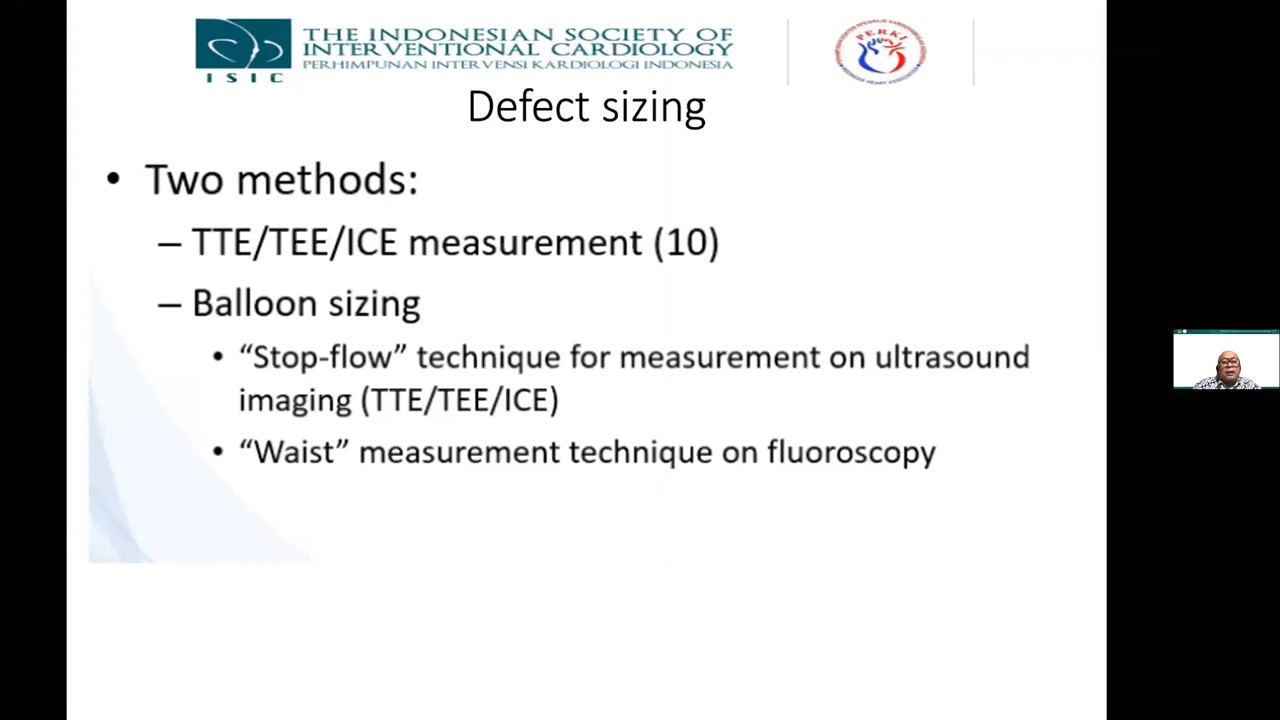 THE INDONESIAN SOCIETY OF
INTERVENTIONAL CARDIOLOGY
PERHIMPUNAN INTERVENSI KARDIOLOGI INDONESIA
ISIC
PERKI
Defect sizing
• Two methods:
– TTE/TEE/ICE measurement (10)
– Balloon sizing
• “Stop-flow” technique for measurement on ultrasound
imaging (TTE/TEE/ICE)
• “Waist” measurement technique on fluoroscopy